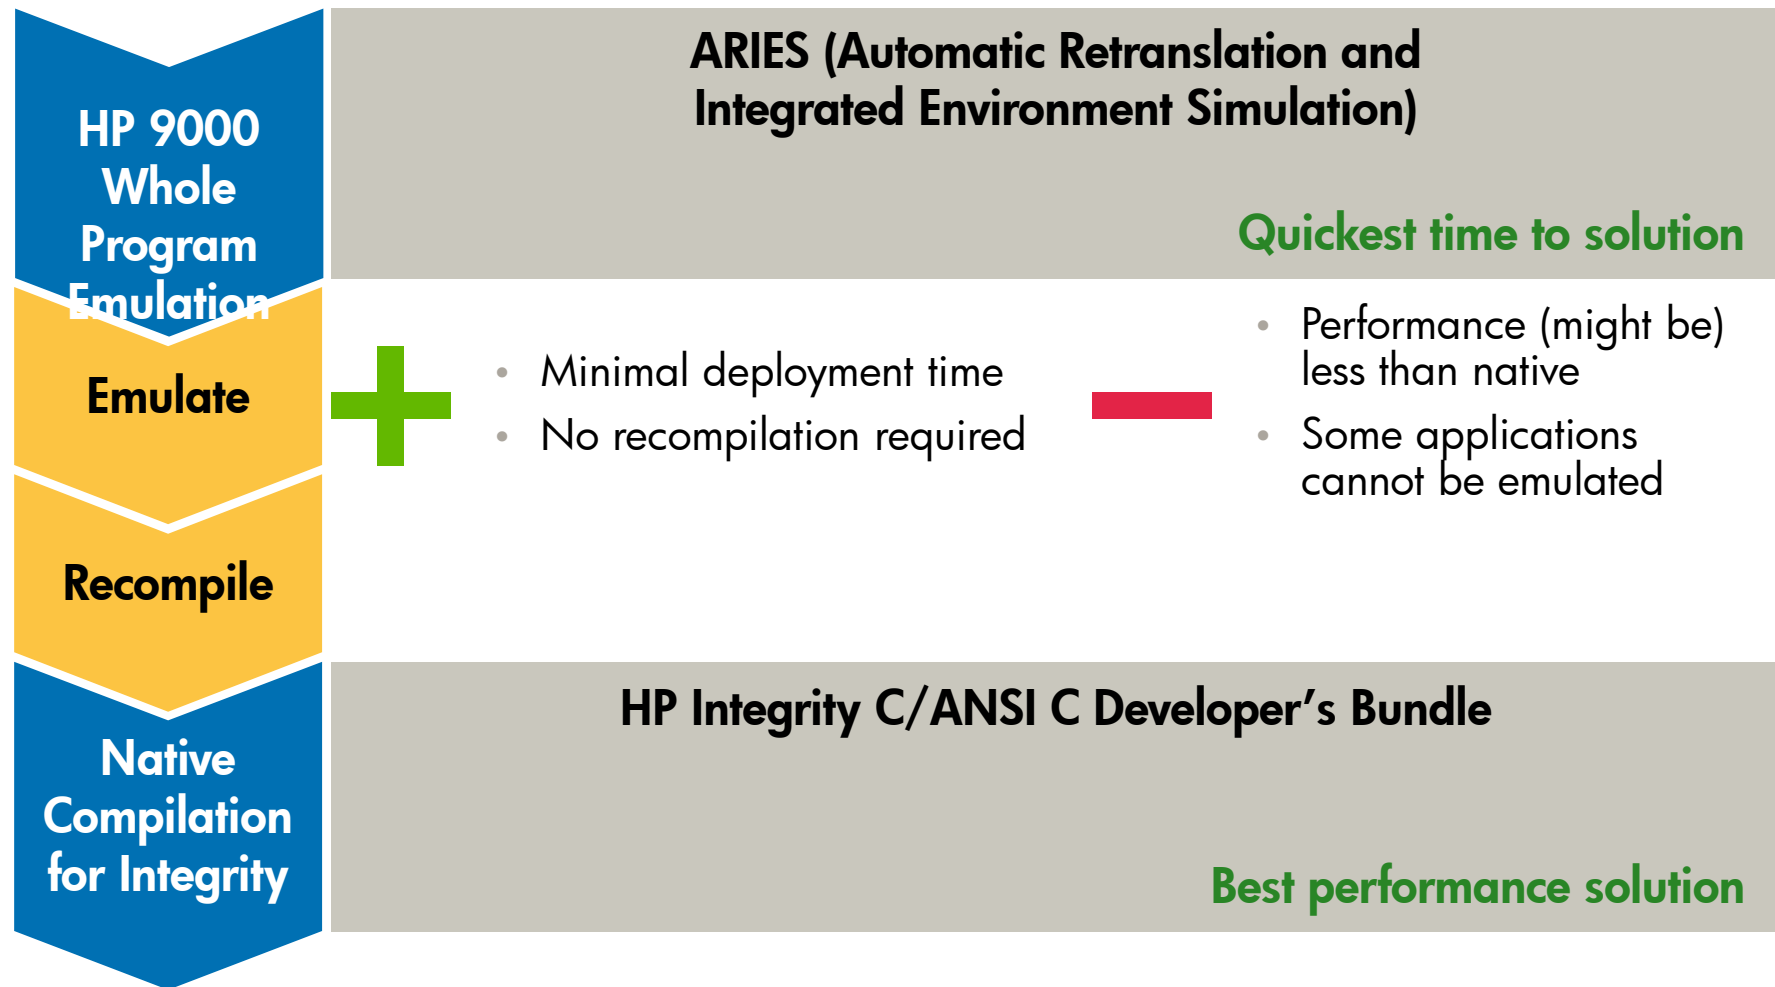 HP 9000
Whole
Program
Emulation
ARIES (Automatic Retranslation and
Integrated Environment Simulation)
Quickest time to solution
Emulate
• Minimal deployment time
• No recompilation required
• Performance (might be)
less than native
• Some applications
cannot be emulated
Recompile
Native
Compilation
for Integrity
HP Integrity C/ANSI C Developer’s Bundle
Best performance solution